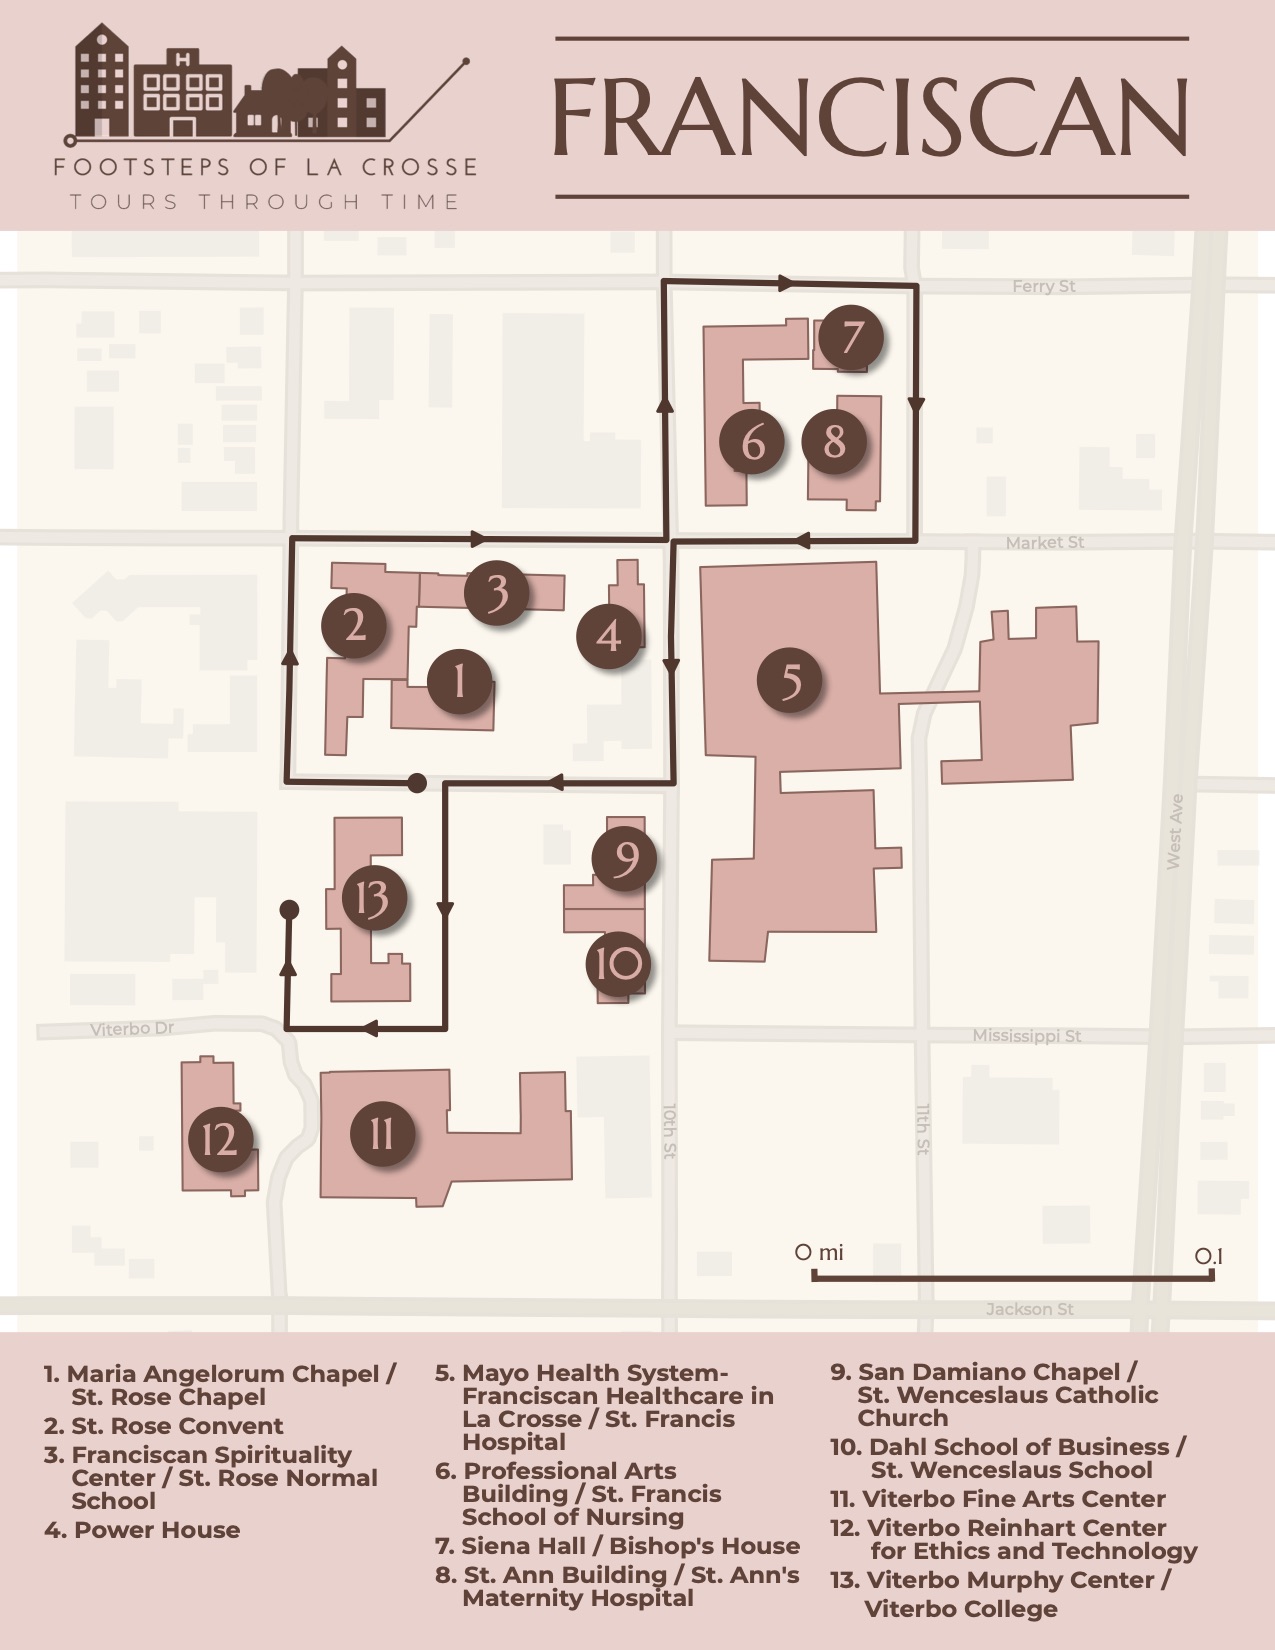 FOOTSTEPS OF LA CROSSE
TOURS THROUGH TIME
FRANCISCAN
Ferry St
7
6
8
Market St
3
2
4
1
5
West Ave
9
13
10
Viterbo Dr
Mississippi St
10th St
11th St
12
11
0 mi
0.1
Jackson St
1. Maria Angelorum Chapel /
St. Rose Chapel
2. St. Rose Convent
3. Franciscan Spirituality
Center / St. Rose Normal
School
4. Power House
5. Mayo Health System-
Franciscan Healthcare in
La Crosse / St. Francis
Hospital
6. Professional Arts
Building / St. Francis
School of Nursing
7. Siena Hall / Bishop's House
8. St. Ann Building / St. Ann's
Maternity Hospital
9. San Damiano Chapel /
St. Wenceslaus Catholic
Church
10. Dahl School of Business /
St. Wenceslaus School
11. Viterbo Fine Arts Center
12. Viterbo Reinhart Center
for Ethics and Technology
13. Viterbo Murphy Center /
Viterbo College